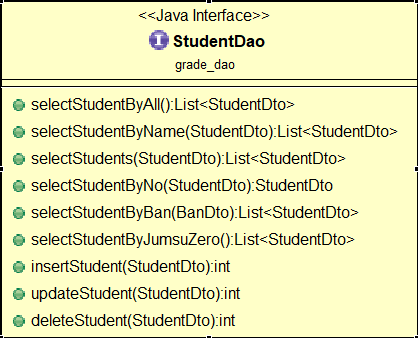 <<Java Interface>>
I StudentDao
grade_dao
selectStudentByAll():List<StudentDto>
selectStudentByName(StudentDto):List<StudentDto>
selectStudents(StudentDto):List<StudentDto>
selectStudentByNo(StudentDto):StudentDto
selectStudentByBan(BanDto):List<StudentDto>
selectStudentByJumsuZero():List<StudentDto>
insertStudent(StudentDto):int
updateStudent(StudentDto):int
deleteStudent(StudentDto):int